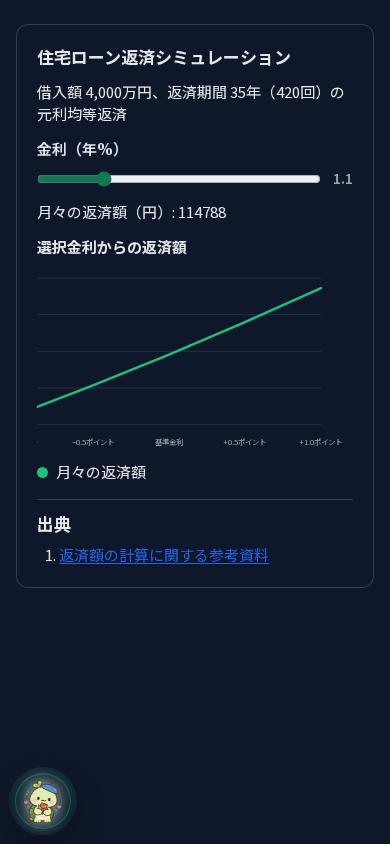 住宅ローン返済シミュレーション
借入額 4,000万円、返済期間 35年（420回）の
元利均等返済
金利（年%）
1.1
月々の返済額（円）: 114788
選択金利からの返済額
−0.5ポイント 基準金利 +0.5ポイント +1.0ポイント
月々の返済額
出典
1. 返済額の計算に関する参考資料